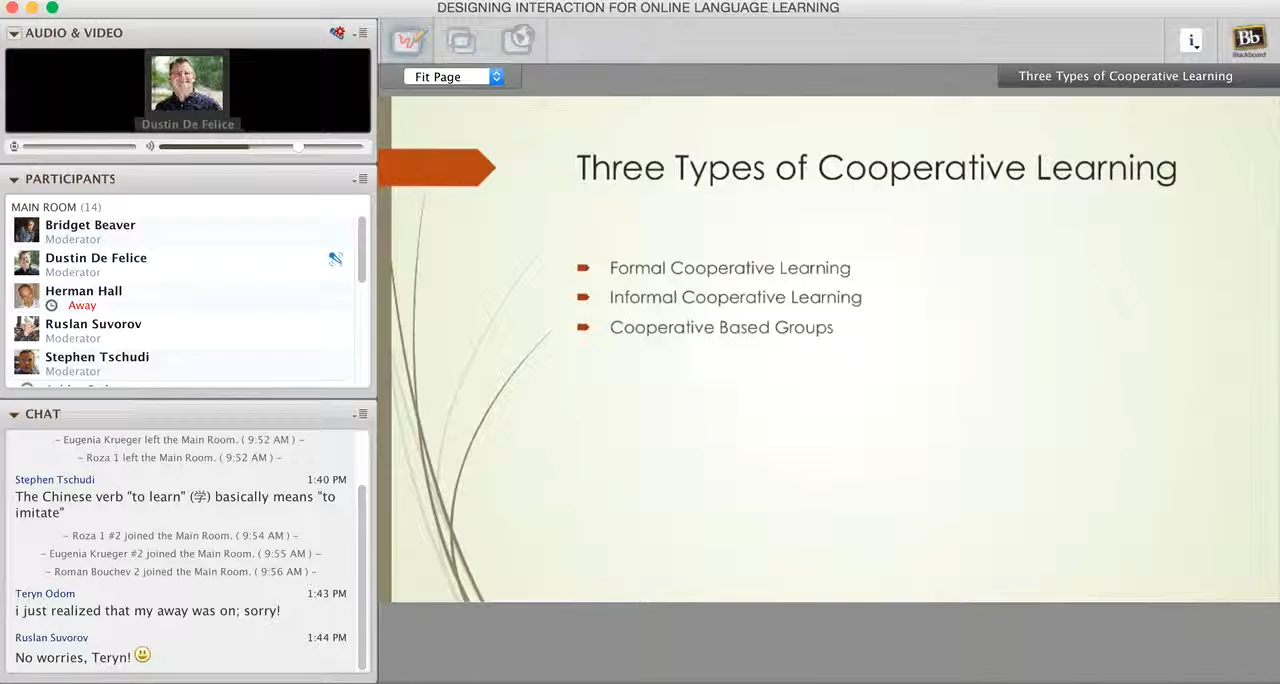 DESIGNING INTERACTION FOR ONLINE LANGUAGE LEARNING
AUDIO & VIDEO
Dustin De Felice
PARTICIPANTS
MAIN ROOM (14)
Bridget Beaver
Moderator
Dustin De Felice
Moderator
Herman Hall
Away
Ruslan Suvorov
Moderator
Stephen Tschudi
Moderator
CHAT
– Eugenia Krueger left the Main Room. ( 9:52 AM ) –
– Roza 1 left the Main Room. ( 9:52 AM ) –
Stephen Tschudi 1:40 PM
The Chinese verb "to learn" (学) basically means "to
imitate"
– Roza 1 #2 joined the Main Room. ( 9:54 AM ) –
– Eugenia Krueger #2 joined the Main Room. ( 9:55 AM ) –
– Roman Bouchev 2 joined the Main Room. ( 9:56 AM ) –
Teryn Odom 1:43 PM
i just realized that my away was on; sorry!
Ruslan Suvorov 1:44 PM
No worries, Teryn!
Fit Page
i
Bb
Blackboard
Three Types of Cooperative Learning
Three Types of Cooperative Learning
Formal Cooperative Learning
Informal Cooperative Learning
Cooperative Based Groups